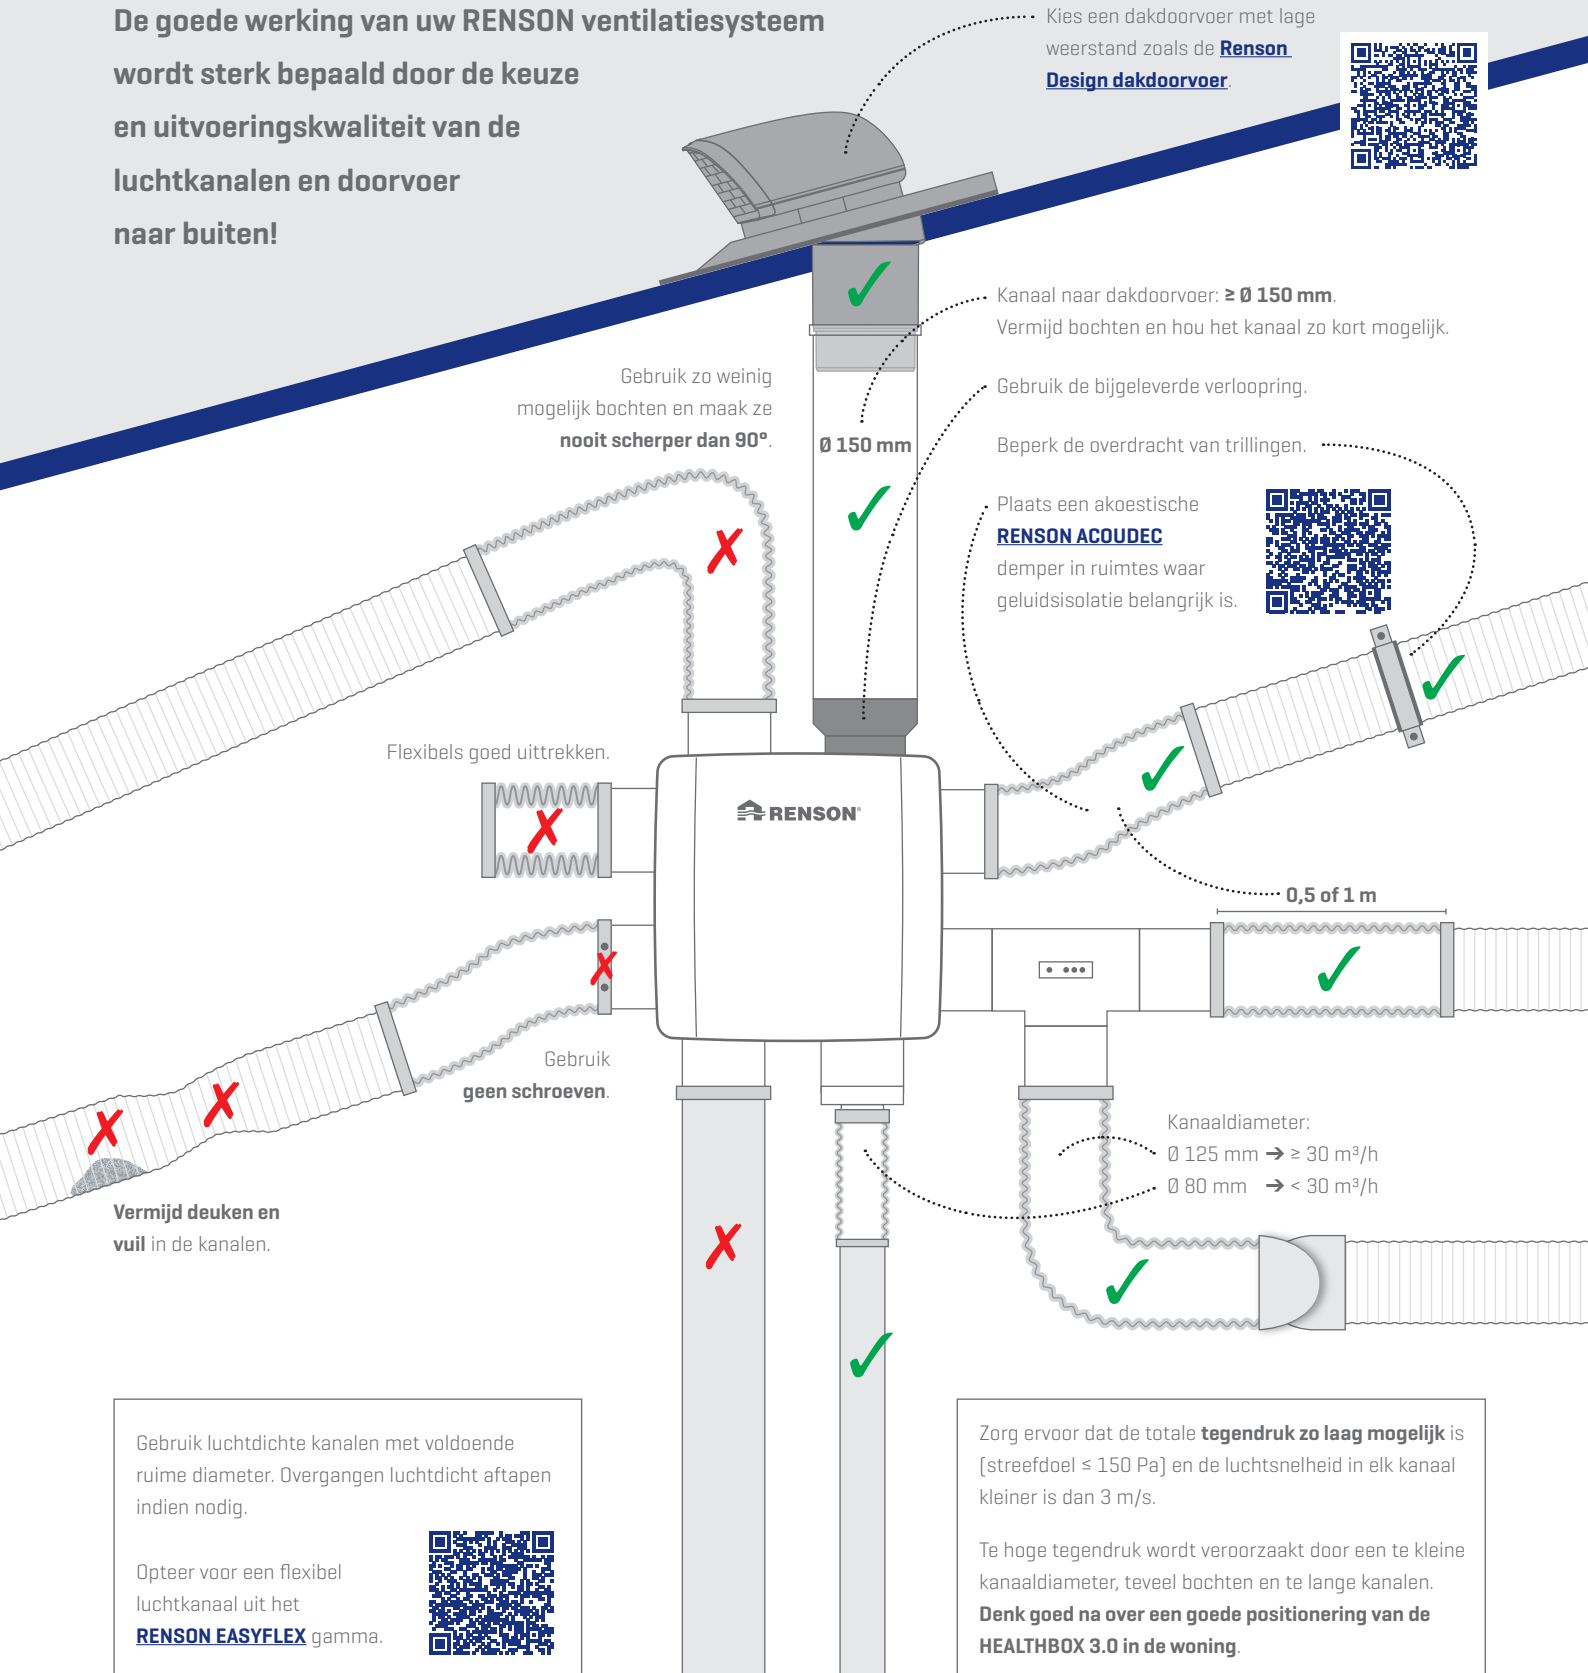 De goede werking van uw RENSON ventilatiesysteem
wordt sterk bepaald door de keuze
en uitvoeringskwaliteit van de
luchtkanalen en doorvoer
naar buiten!
Kies een dakdoorvoer met lage
weerstand zoals de Renson
Design dakdoorvoer.
Kanaal naar dakdoorvoer: ≥ Ø 150 mm.
Vermijd bochten en hou het kanaal zo kort mogelijk.
Gebruik zo weinig
mogelijk bochten en maak ze
nooit scherper dan 90°.
Gebruik de bijgeleverde verloopring.
Ø 150 mm
Beperk de overdracht van trillingen.
Plaats een akoestische
RENSON ACOUDEC
demper in ruimtes waar
geluidsisolatie belangrijk is.
Flexibels goed uittrekken.
RENSON®
0,5 of 1 m
Gebruik
geen schroeven.
Kanaaldiameter:
Ø 125 mm ➔ ≥ 30 m³/h
Ø 80 mm ➔ < 30 m³/h
Vermijd deuken en
vuil in de kanalen.
Gebruik luchtdichte kanalen met voldoende
ruime diameter. Overgangen luchtdicht aftapen
indien nodig.
Opteer voor een flexibel
luchtkanaal uit het
RENSON EASYFLEX gamma.
Zorg ervoor dat de totale tegendruk zo laag mogelijk is
(streefdoel ≤ 150 Pa) en de luchtsnelheid in elk kanaal
kleiner is dan 3 m/s.
Te hoge tegendruk wordt veroorzaakt door een te kleine
kanaaldiameter, teveel bochten en te lange kanalen.
Denk goed na over een goede positionering van de
HEALTHBOX 3.0 in de woning.